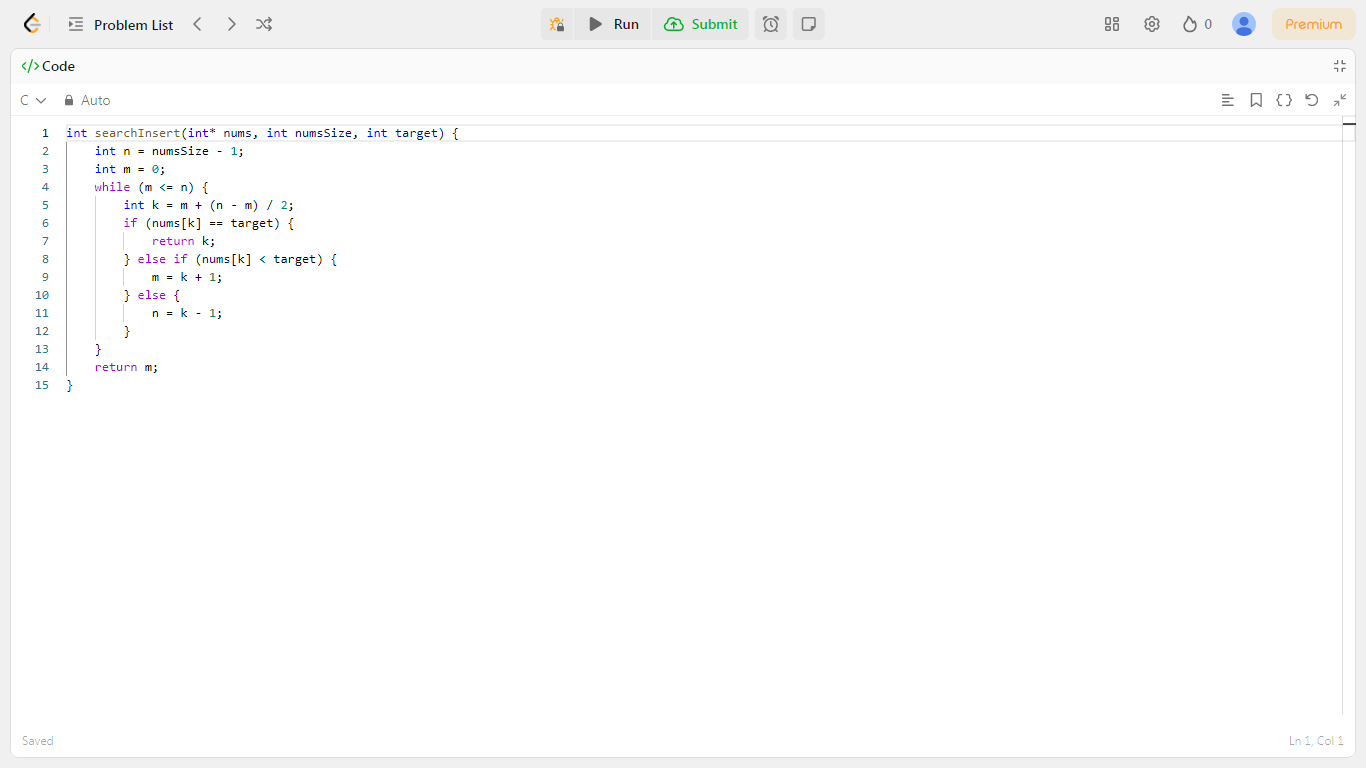 Problem List Run Submit 0 Premium
</> Code
C Auto
1 int searchInsert(int* nums, int numsSize, int target) {
2     int n = numsSize - 1;
3     int m = 0;
4     while (m <= n) {
5         int k = m + (n - m) / 2;
6         if (nums[k] == target) {
7             return k;
8         } else if (nums[k] < target) {
9             m = k + 1;
10         } else {
11             n = k - 1;
12         }
13     }
14     return m;
15 }
Saved Ln 1, Col 1